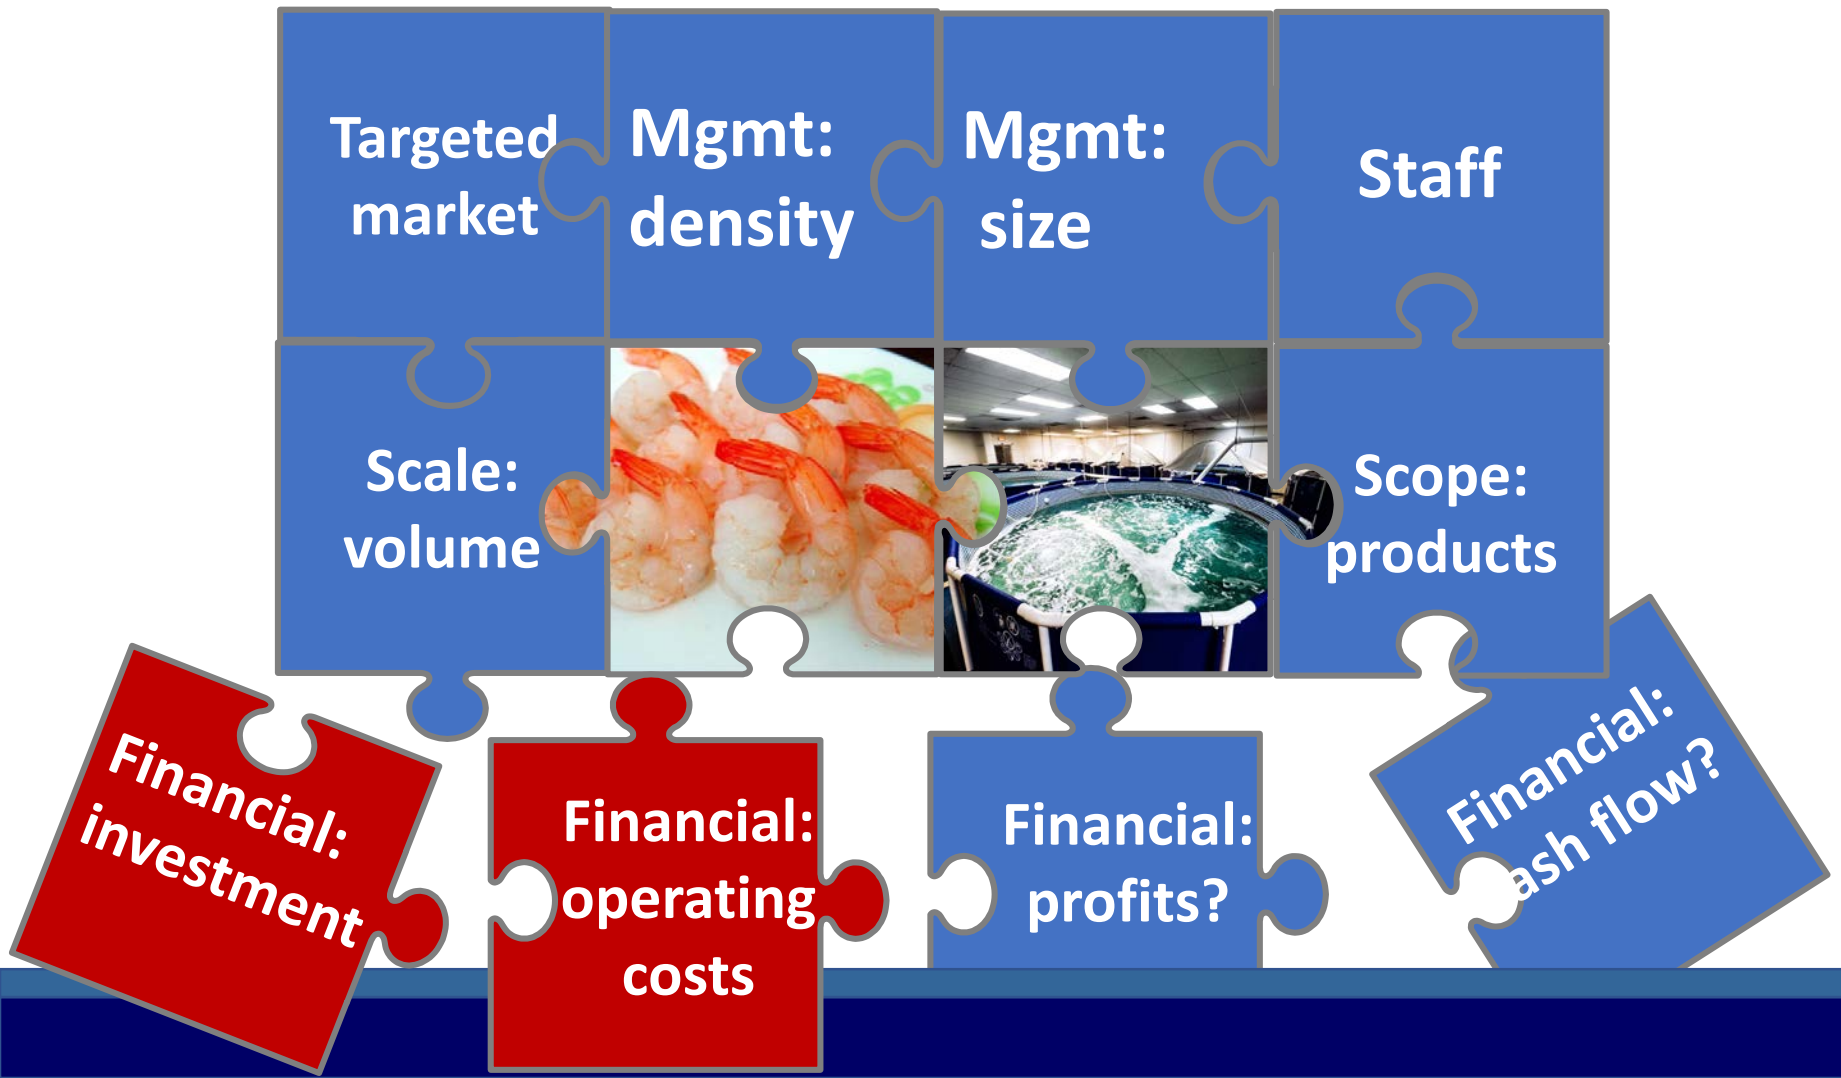 Targeted
market
Mgmt:
density
Mgmt:
size
Staff
Scale:
volume
Scope:
products
Financial:
investment
Financial:
operating
costs
Financial:
profits?
Financial:
cash flow?